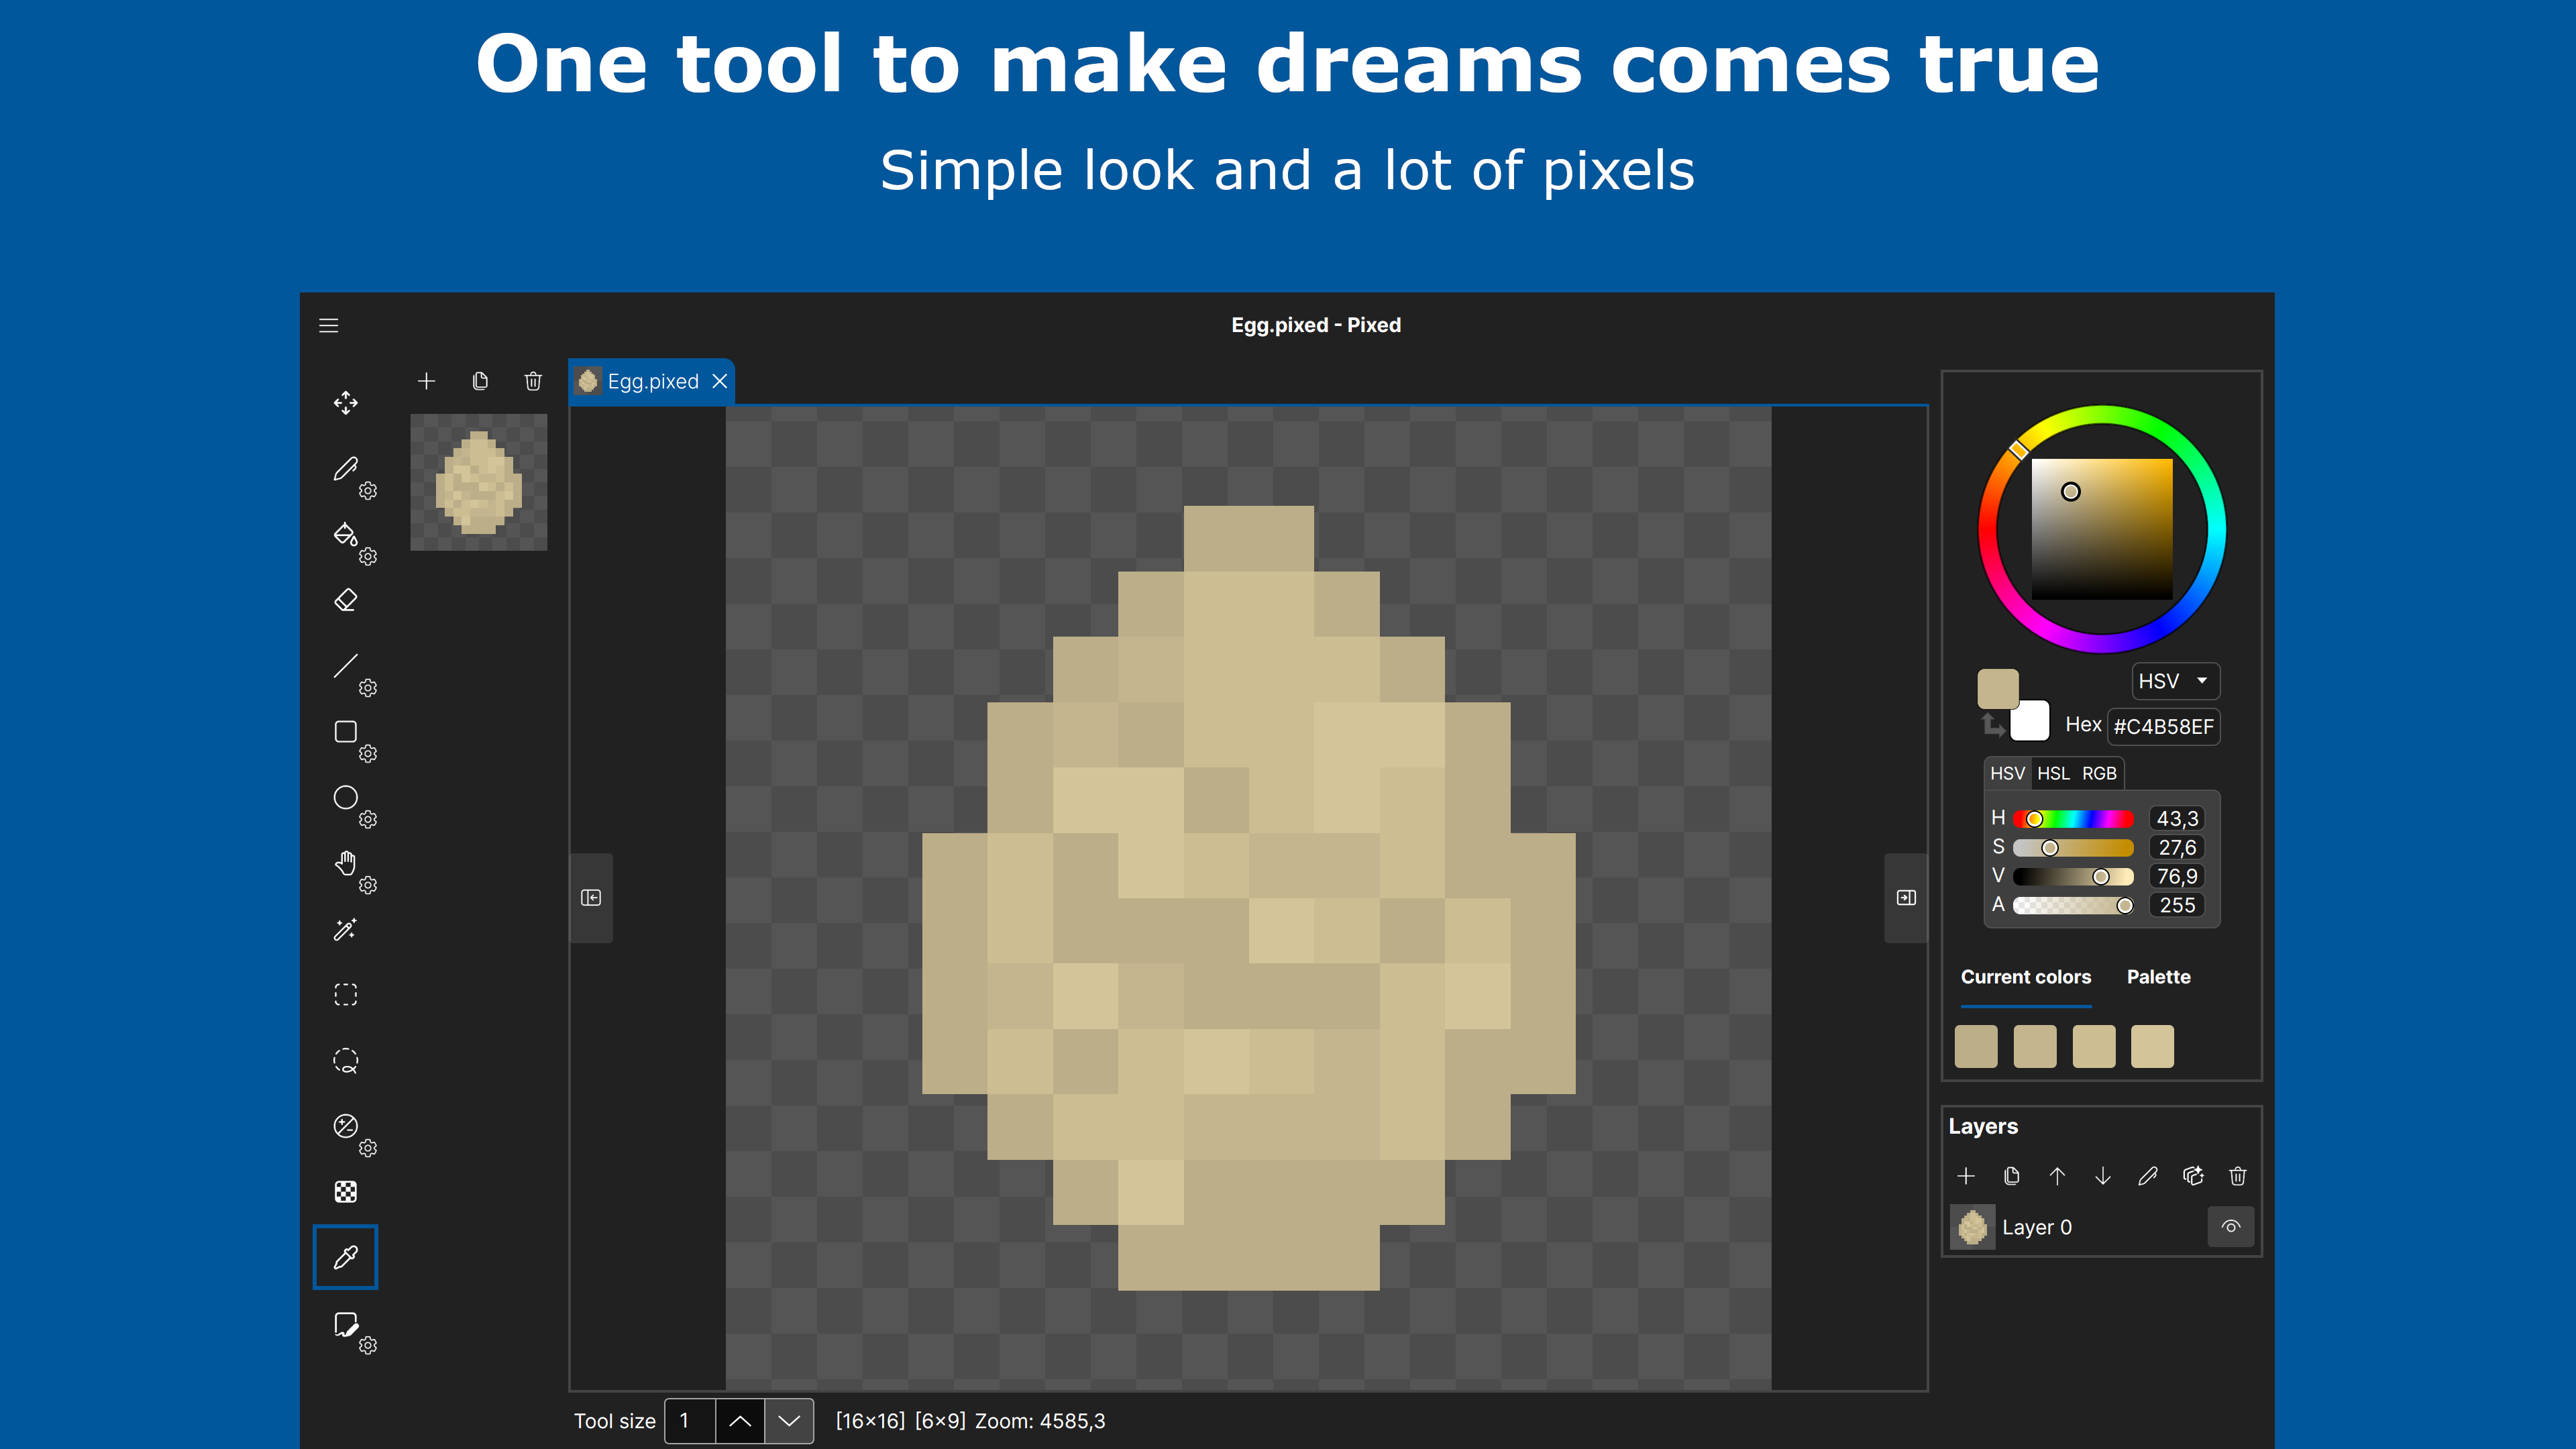 One tool to make dreams comes true
Simple look and a lot of pixels
Egg.pixed - Pixed
Egg.pixed
HSV
Hex #C4B58EF
HSV HSL RGB
H 43,3
S 27,6
V 76,9
A 255
Current colors Palette
Layers
Layer 0
Tool size 1 [16×16] [6×9] Zoom: 4585,3